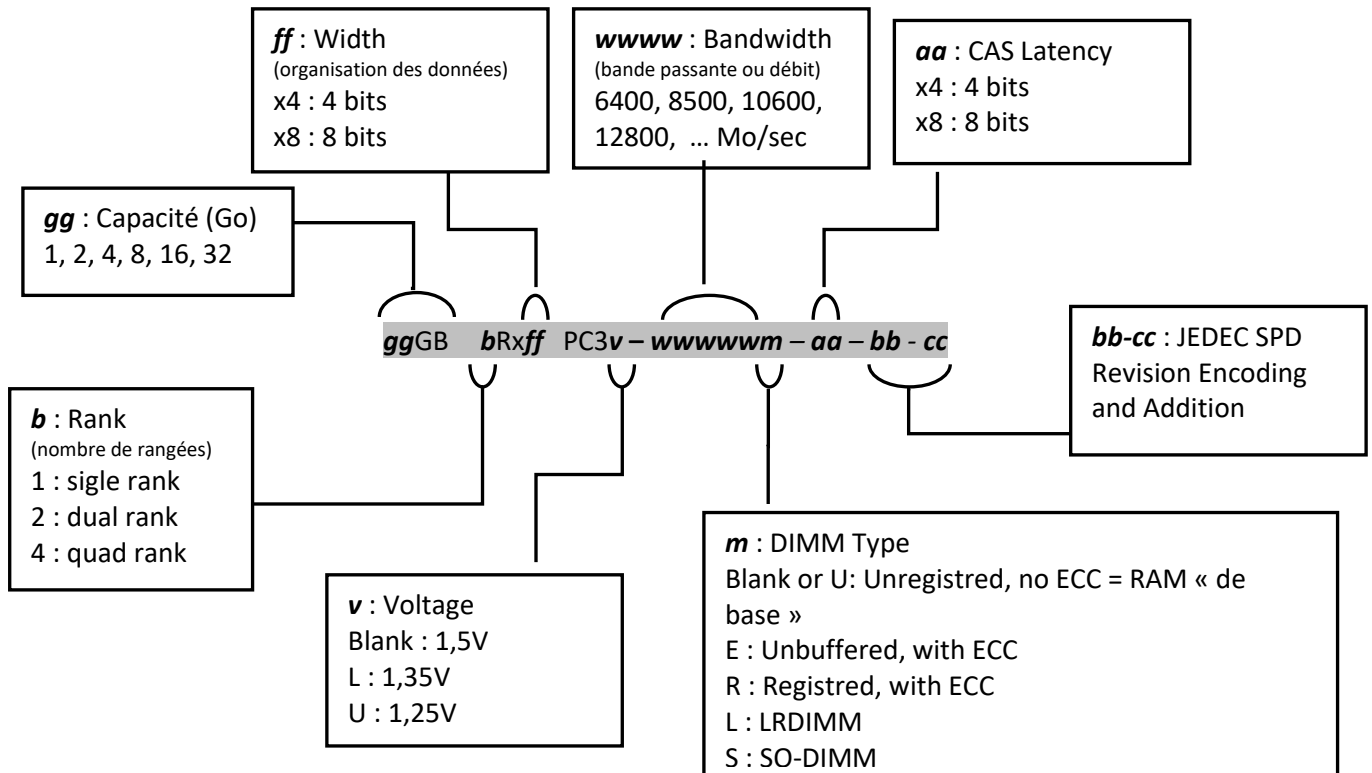 ff : Width
(organisation des données)
x4 : 4 bits
x8 : 8 bits
wwww : Bandwidth
(bande passante ou débit)
6400, 8500, 10600,
12800,  … Mo/sec
aa : CAS Latency
x4 : 4 bits
x8 : 8 bits
gg : Capacité (Go)
1, 2, 4, 8, 16, 32
ggGB bRxff PC3v – wwwwwm – aa – bb - cc
bb-cc : JEDEC SPD
Revision Encoding
and Addition
b : Rank
(nombre de rangées)
1 : sigle rank
2 : dual rank
4 : quad rank
v : Voltage
Blank : 1,5V
L : 1,35V
U : 1,25V
m : DIMM Type
Blank or U: Unregistred, no ECC = RAM « de
base »
E : Unbuffered, with ECC
R : Registred, with ECC
L : LRDIMM
S : SO-DIMM